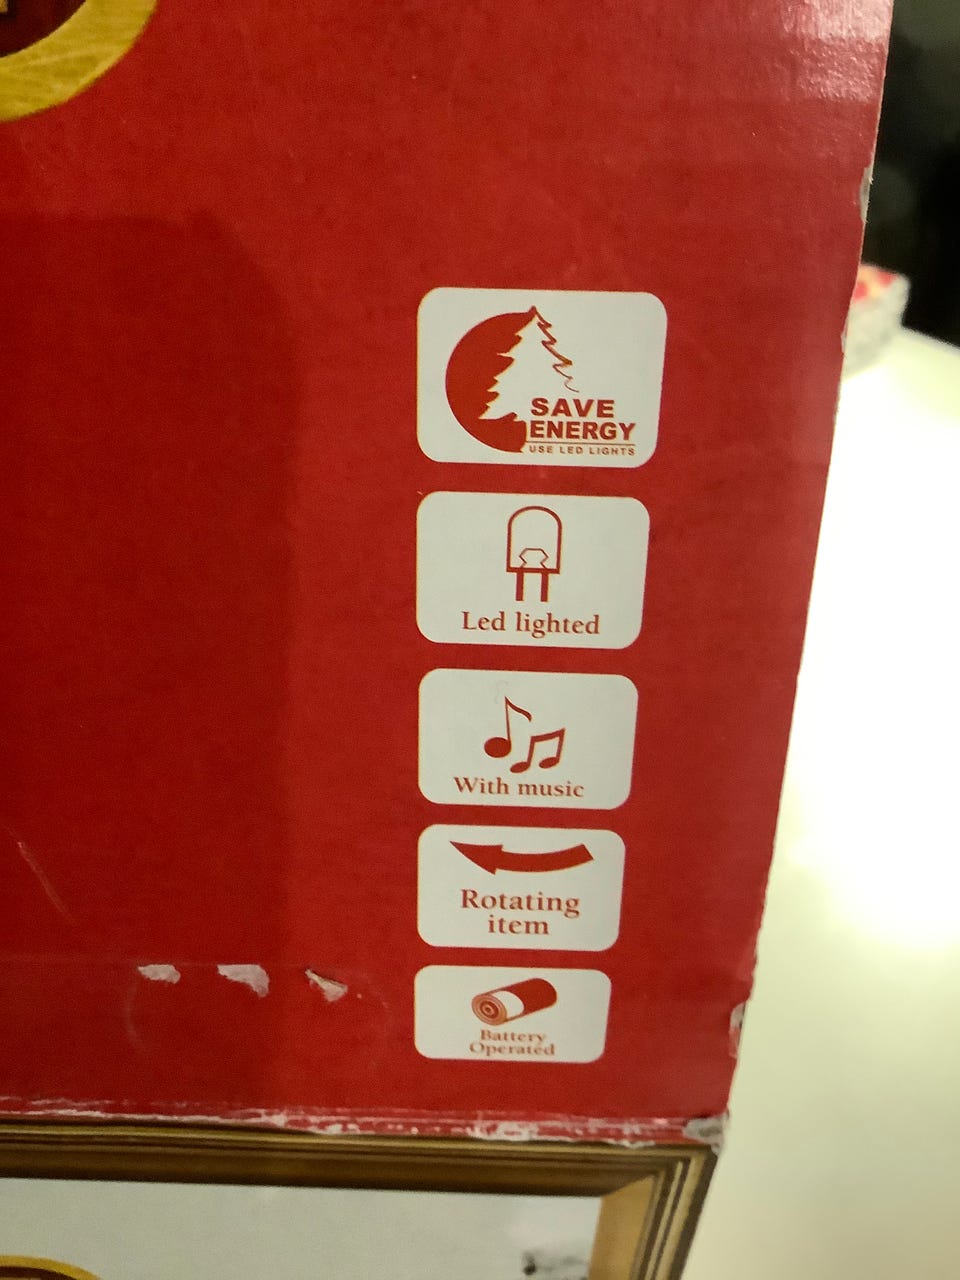 SAVE
ENERGY
USE LED LIGHTS
Led lighted
With music
Rotating
item
Battery
Operated